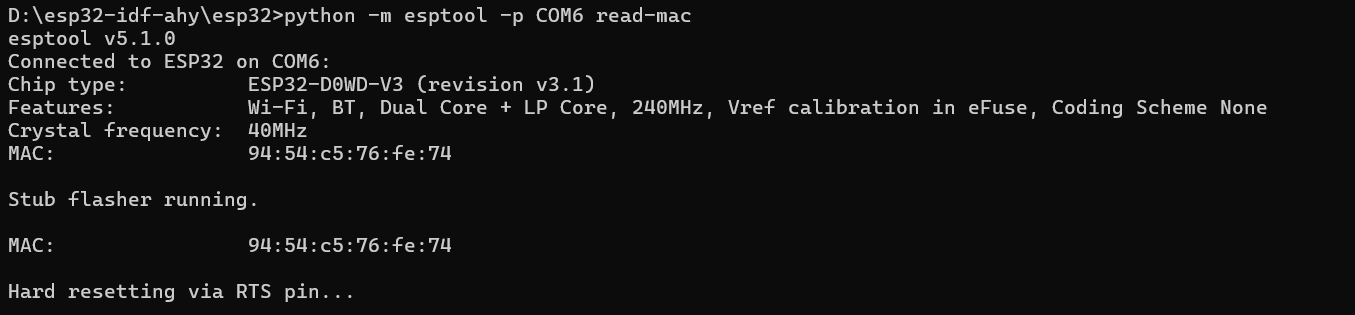 D:\esp32-idf-ahy\esp32>python -m esptool -p COM6 read-mac
esptool v5.1.0
Connected to ESP32 on COM6:
Chip type:          ESP32-D0WD-V3 (revision v3.1)
Features:           Wi-Fi, BT, Dual Core + LP Core, 240MHz, Vref calibration in eFuse, Coding Scheme None
Crystal frequency:  40MHz
MAC:                94:54:c5:76:fe:74

Stub flasher running.

MAC:                94:54:c5:76:fe:74

Hard resetting via RTS pin...